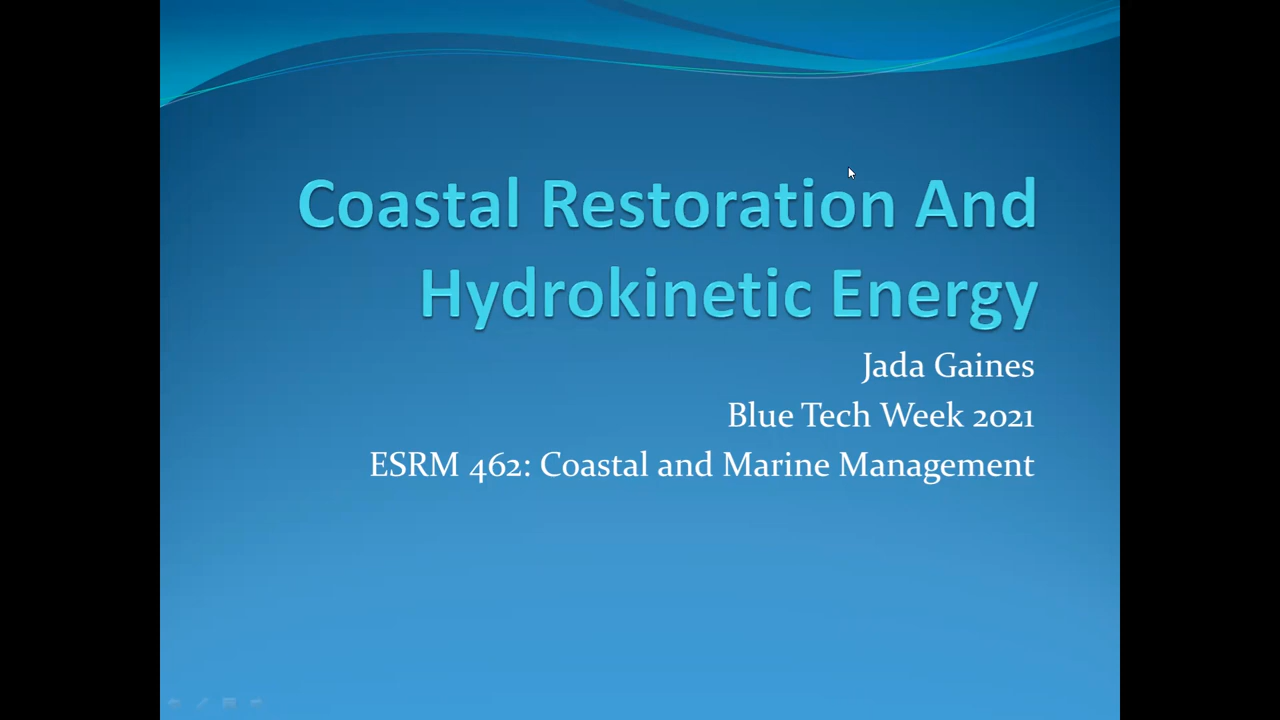 Coastal Restoration And
Hydrokinetic Energy
Jada Gaines
Blue Tech Week 2021
ESRM 462: Coastal and Marine Management